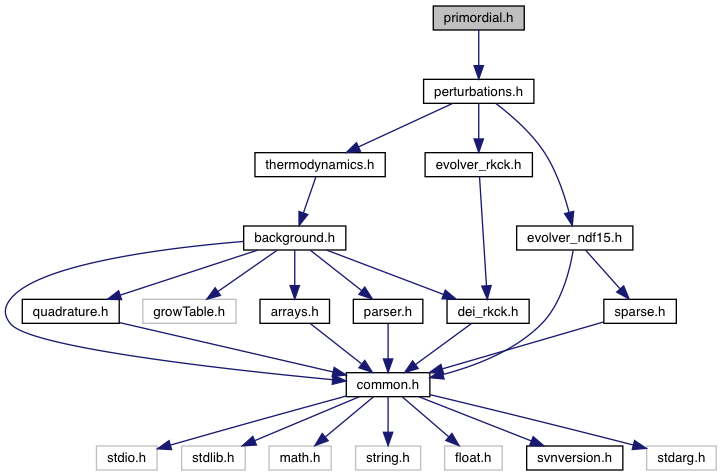 primordial.h
perturbations.h
thermodynamics.h
evolver_rkck.h
background.h
evolver_ndf15.h
quadrature.h
growTable.h
arrays.h
parser.h
dei_rkck.h
sparse.h
common.h
stdio.h
stdlib.h
math.h
string.h
float.h
svnversion.h
stdarg.h